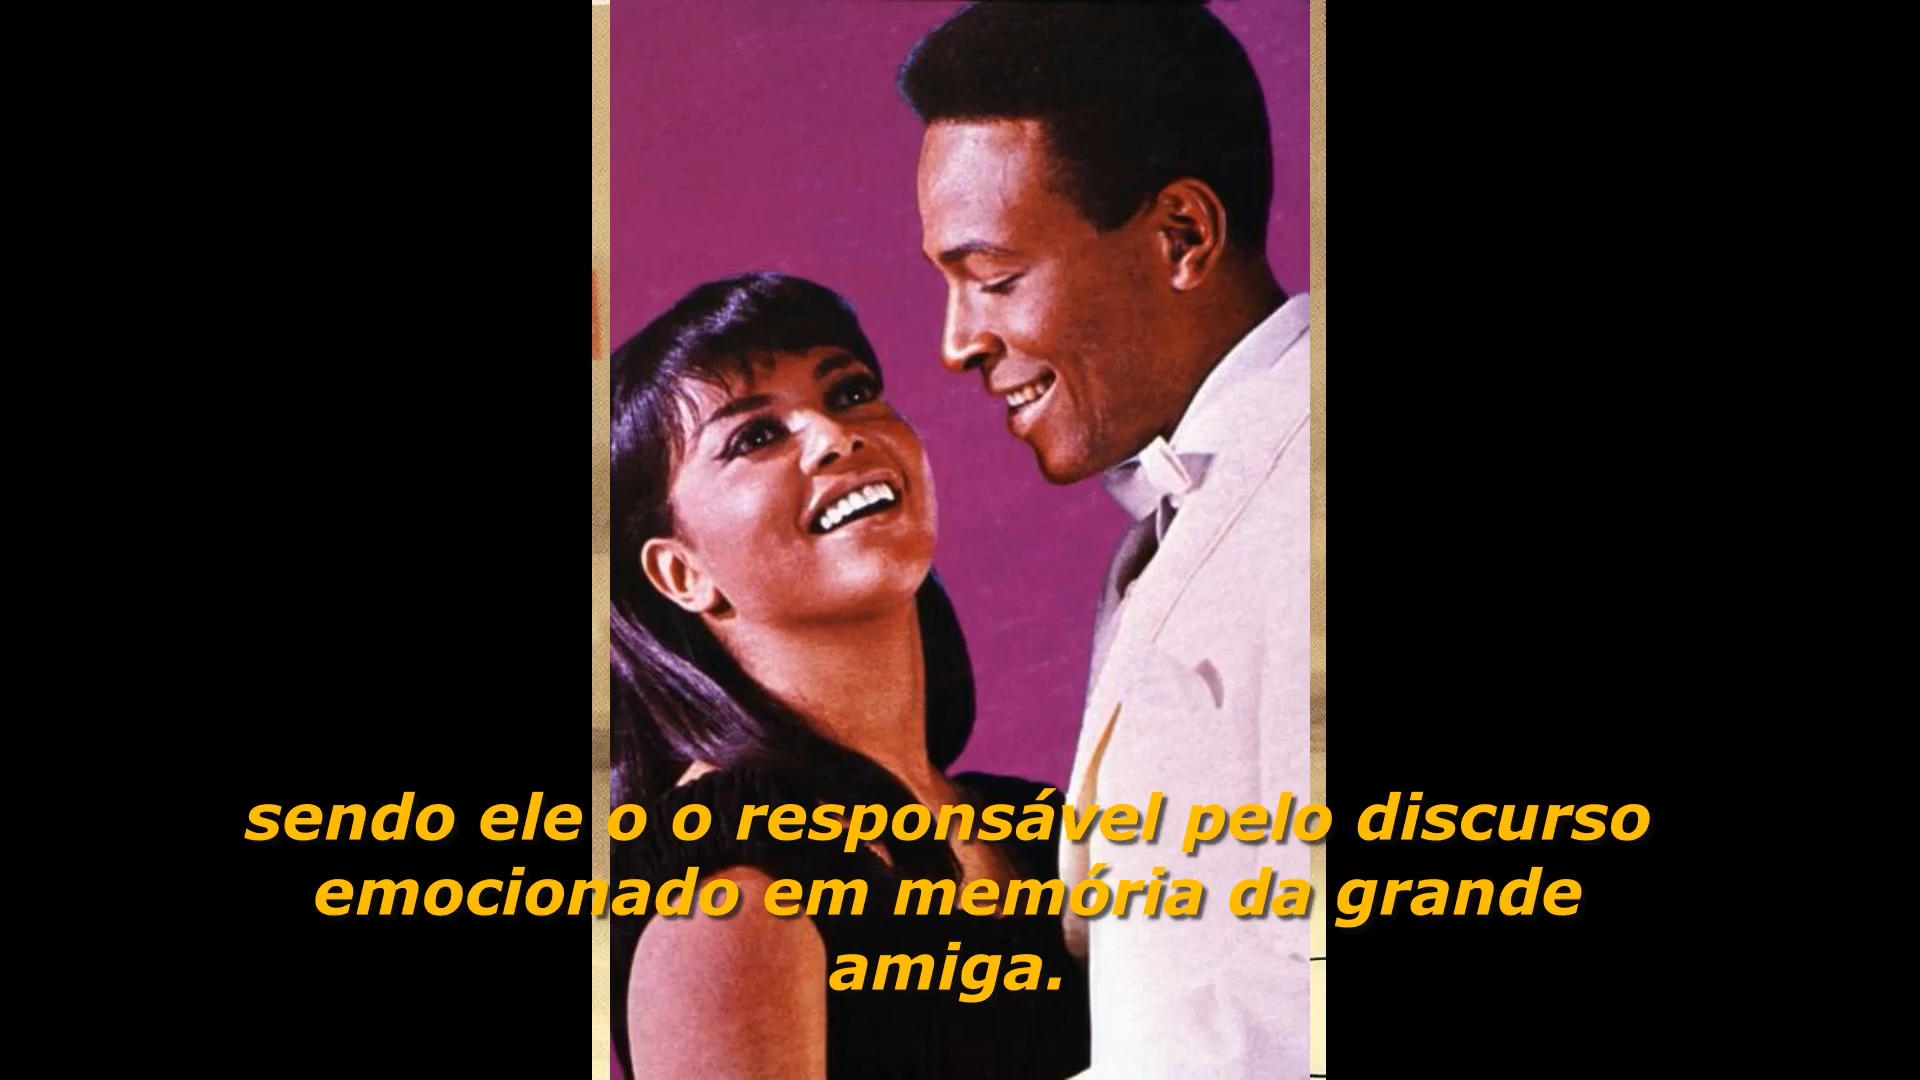 sendo ele o o responsável pelo discurso
emocionado em memória da grande
amiga.